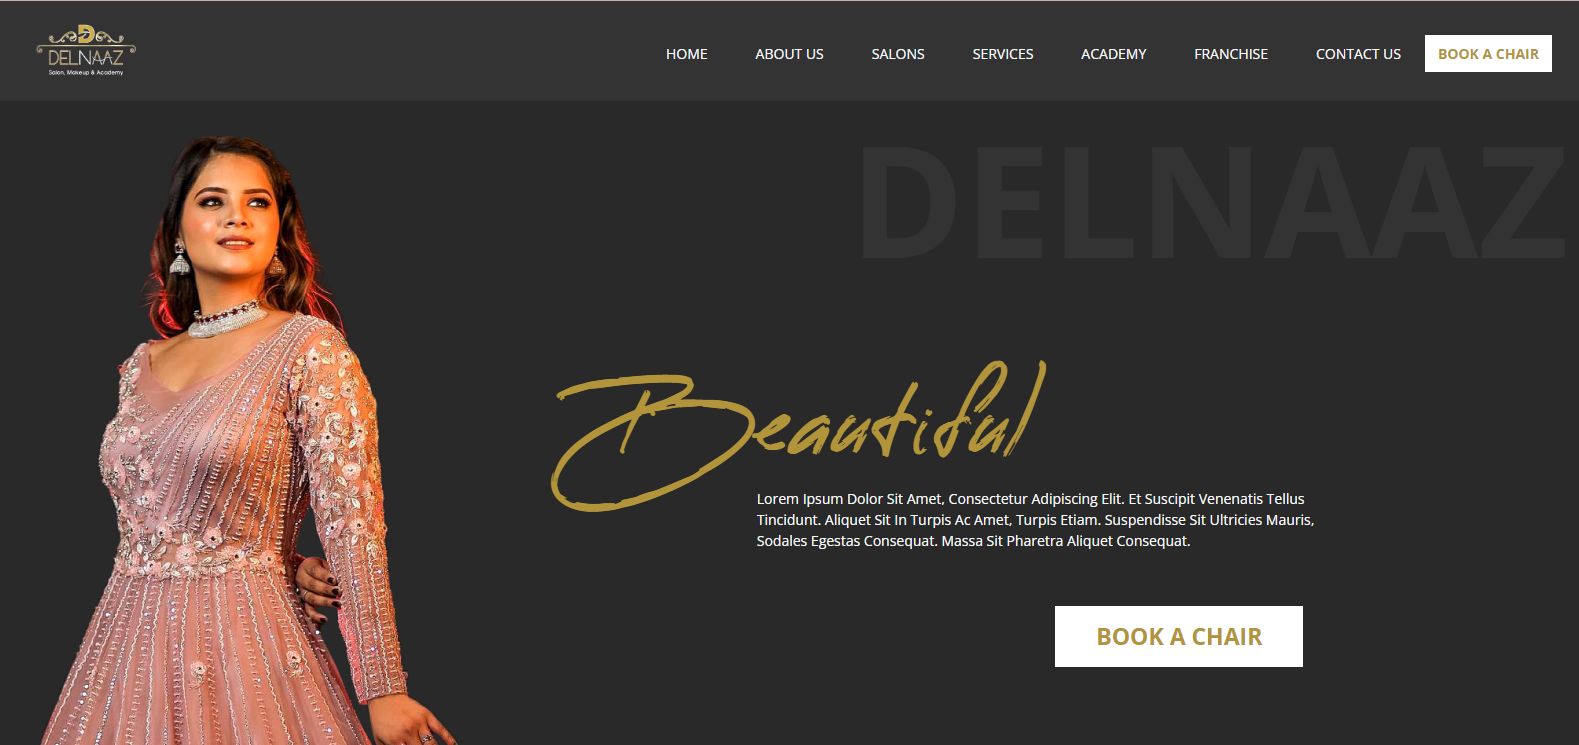 D
DELNAAZ
Salon, Makeup & Academy
HOME ABOUT US SALONS SERVICES ACADEMY FRANCHISE CONTACT US BOOK A CHAIR
DELNAAZ
Beautiful
Lorem Ipsum Dolor Sit Amet, Consectetur Adipiscing Elit. Et Suscipit Venenatis Tellus
Tincidunt. Aliquet Sit In Turpis Ac Amet, Turpis Etiam. Suspendisse Sit Ultricies Mauris,
Sodales Egestas Consequat. Massa Sit Pharetra Aliquet Consequat.
BOOK A CHAIR